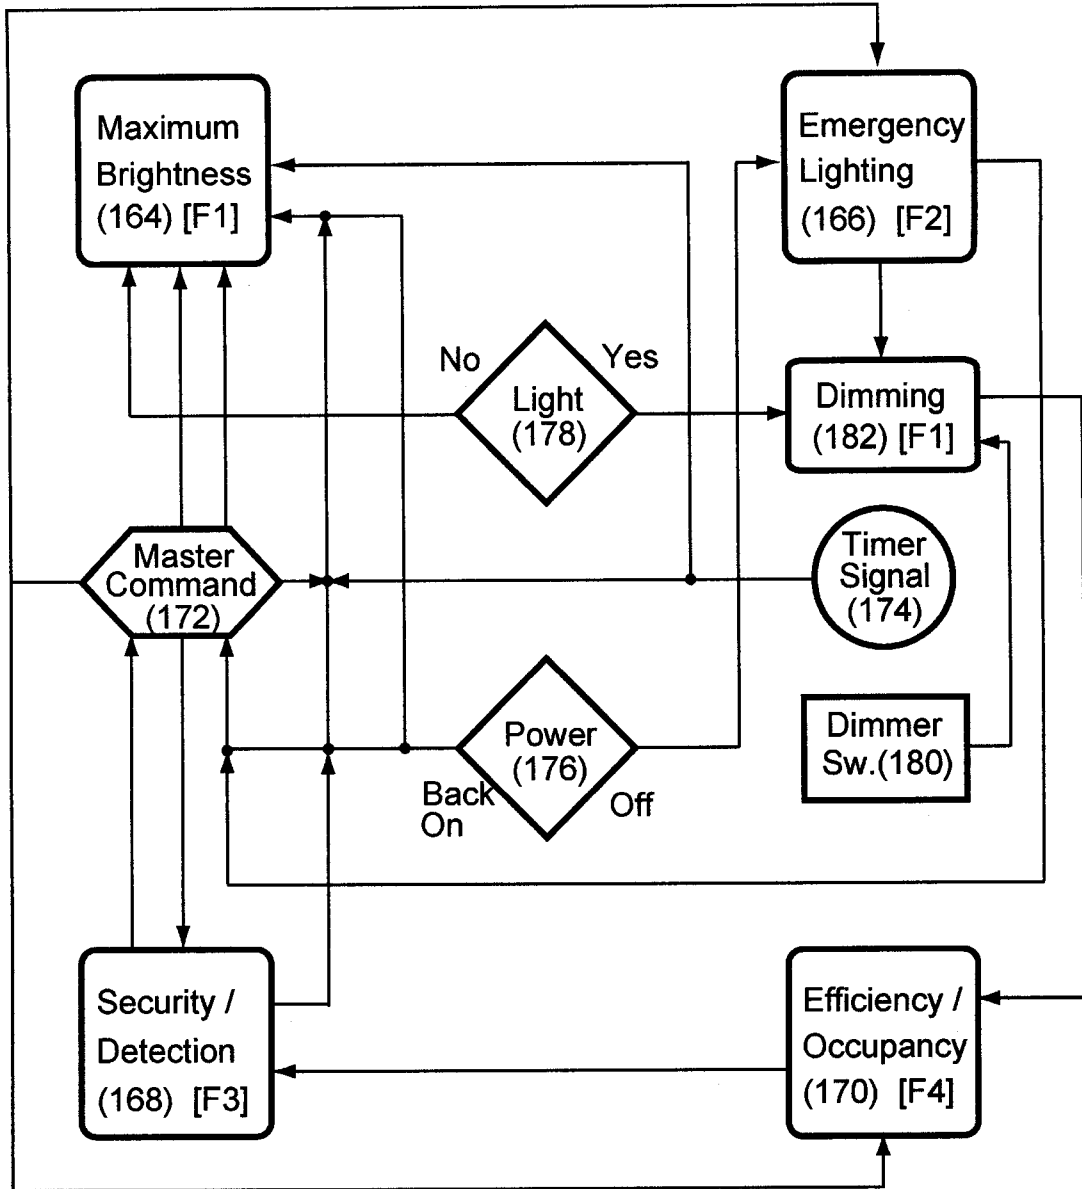 Maximum
Brightness
(164) [F1]
Emergency
Lighting
(166) [F2]
No
Yes
Light
(178)
Dimming
(182) [F1]
Master
Command
(172)
Timer
Signal
(174)
Power
(176)
Back
On
Off
Dimmer
Sw.(180)
Security /
Detection
(168) [F3]
Efficiency /
Occupancy
(170) [F4]